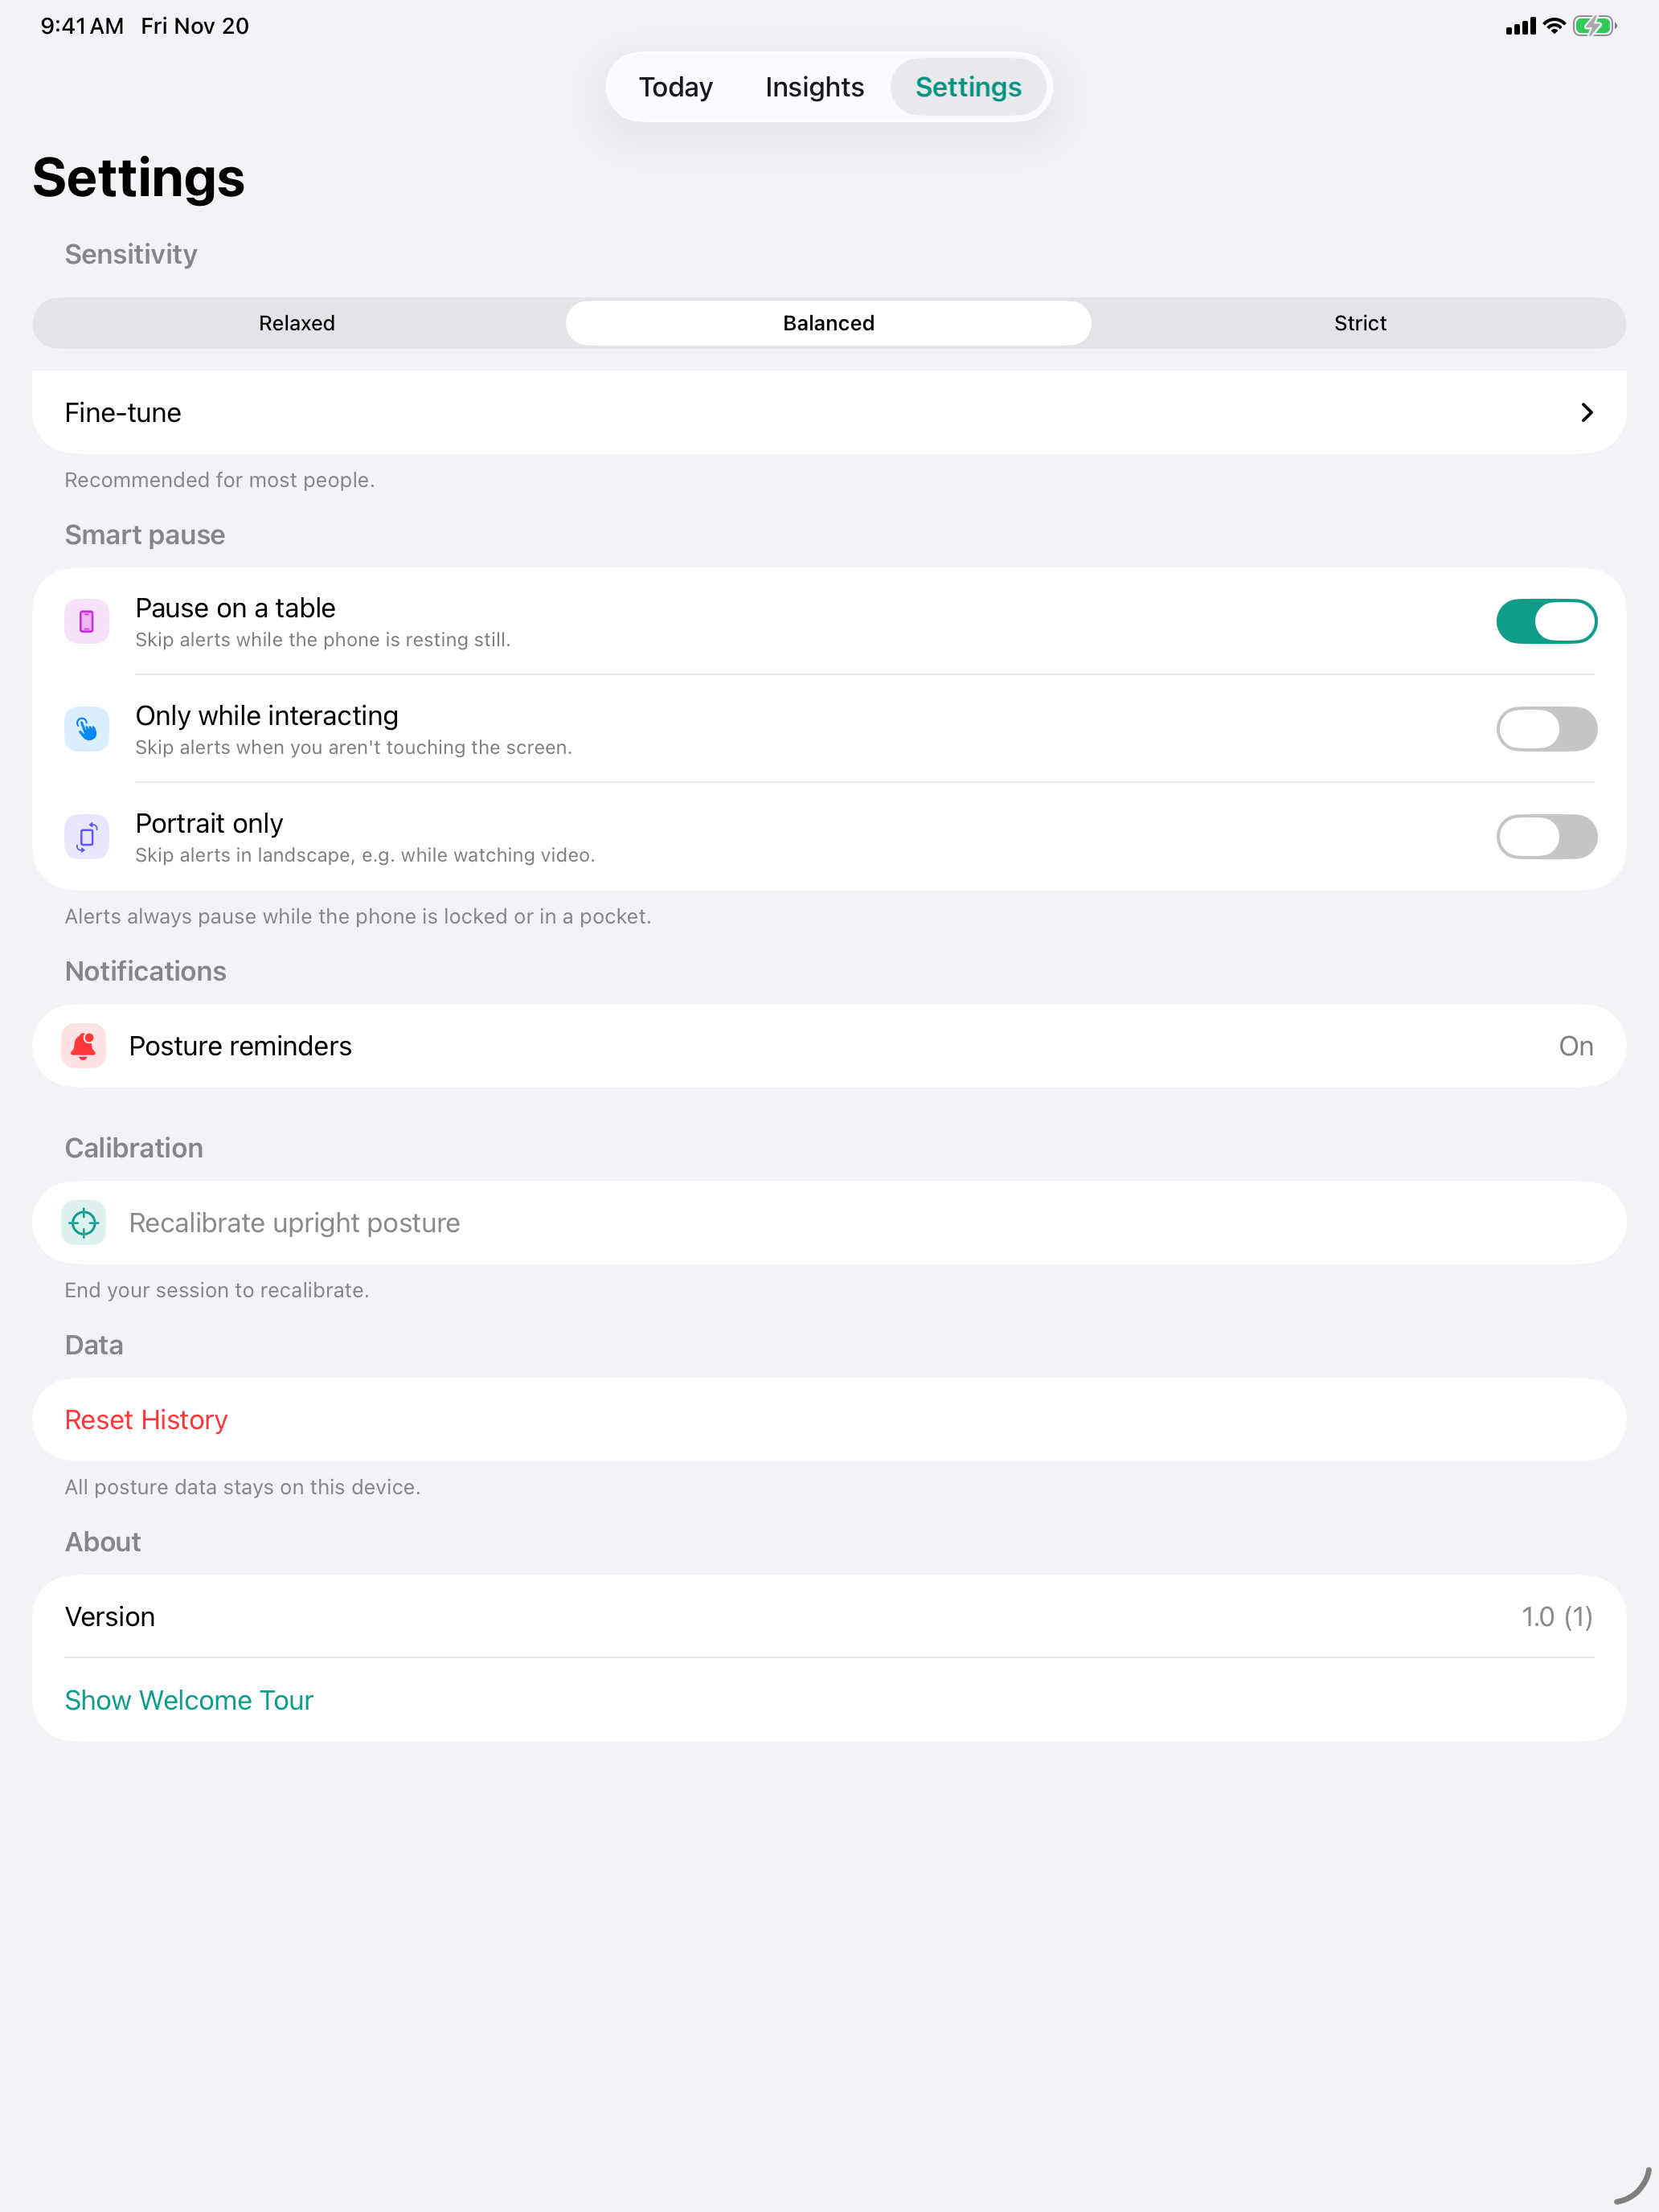 9:41 AM Fri Nov 20
Today Insights Settings
Settings
Sensitivity
Relaxed Balanced Strict
Fine-tune
Recommended for most people.
Smart pause
Pause on a table
Skip alerts while the phone is resting still.
Only while interacting
Skip alerts when you aren't touching the screen.
Portrait only
Skip alerts in landscape, e.g. while watching video.
Alerts always pause while the phone is locked or in a pocket.
Notifications
Posture reminders On
Calibration
Recalibrate upright posture
End your session to recalibrate.
Data
Reset History
All posture data stays on this device.
About
Version 1.0 (1)
Show Welcome Tour